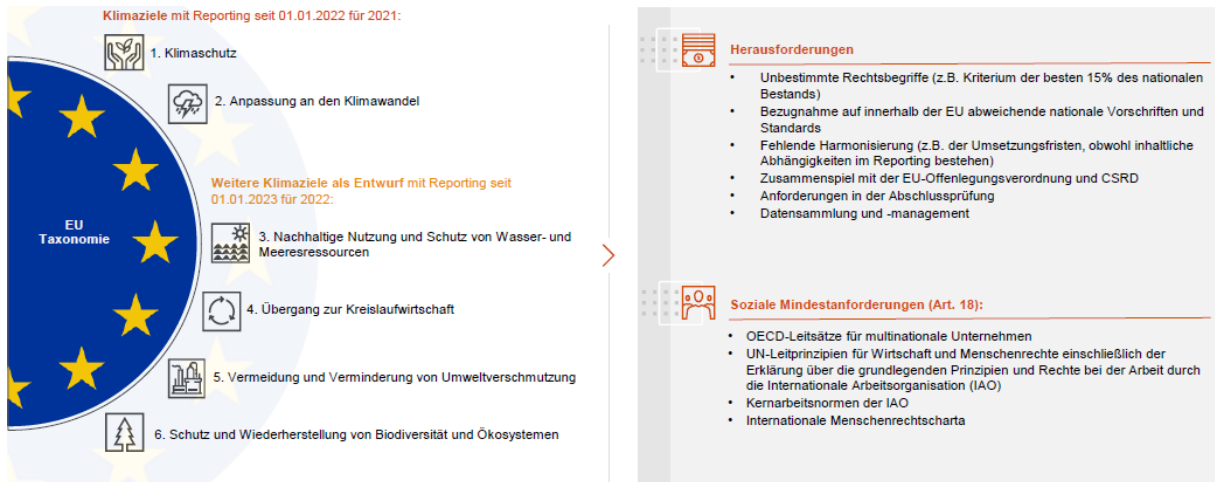 Klimaziele mit Reporting seit 01.01.2022 für 2021:
1. Klimaschutz
2. Anpassung an den Klimawandel
Weitere Klimaziele als Entwurf mit Reporting seit
01.01.2023 für 2022:
EU
Taxonomie
3. Nachhaltige Nutzung und Schutz von Wasser- und
Meeresressourcen
4. Übergang zur Kreislaufwirtschaft
5. Vermeidung und Verminderung von Umweltverschmutzung
6. Schutz und Wiederherstellung von Biodiversität und Ökosystemen
Herausforderungen
• Unbestimmte Rechtsbegriffe (z.B. Kriterium der besten 15% des nationalen
Bestands)
• Bezugnahme auf innerhalb der EU abweichende nationale Vorschriften und
Standards
• Fehlende Harmonisierung (z.B. der Umsetzungsfristen, obwohl inhaltliche
Abhängigkeiten im Reporting bestehen)
• Zusammenspiel mit der EU-Offenlegungsverordnung und CSRD
• Anforderungen in der Abschlussprüfung
• Datensammlung und -management
Soziale Mindestanforderungen (Art. 18):
• OECD-Leitsätze für multinationale Unternehmen
• UN-Leitprinzipien für Wirtschaft und Menschenrechte einschließlich der
Erklärung über die grundlegenden Prinzipien und Rechte bei der Arbeit durch
die Internationale Arbeitsorganisation (IAO)
• Kernarbeitsnormen der IAO
• Internationale Menschenrechtscharta